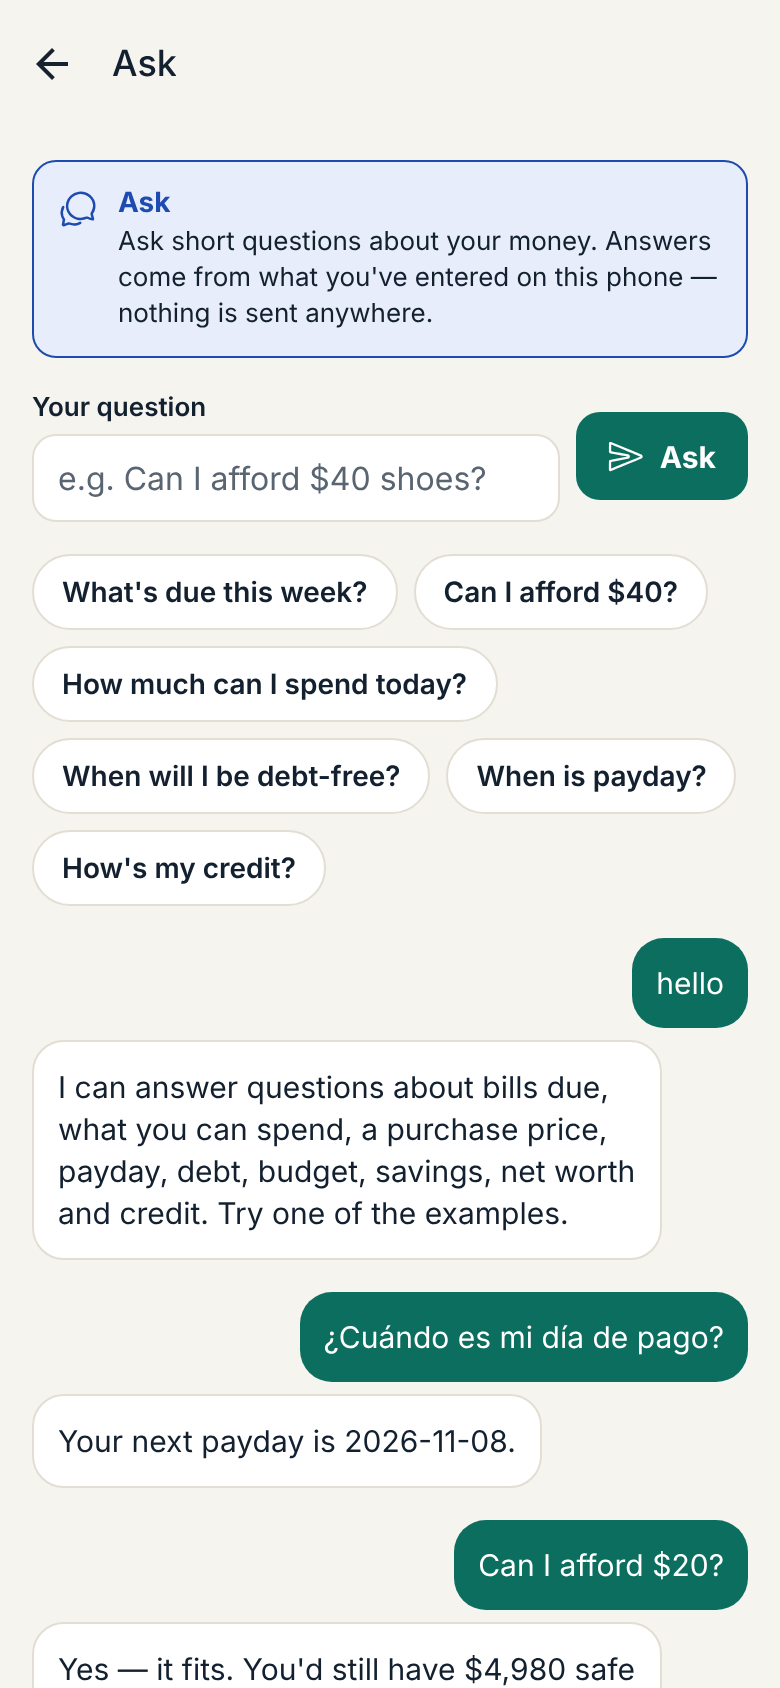 Ask
Ask
Ask short questions about your money. Answers
come from what you've entered on this phone —
nothing is sent anywhere.
Your question
e.g. Can I afford $40 shoes?
Ask
What's due this week?
Can I afford $40?
How much can I spend today?
When will I be debt-free?
When is payday?
How's my credit?
hello
I can answer questions about bills due,
what you can spend, a purchase price,
payday, debt, budget, savings, net worth
and credit. Try one of the examples.
¿Cuándo es mi día de pago?
Your next payday is 2026-11-08.
Can I afford $20?
Yes — it fits. You'd still have $4,980 safe